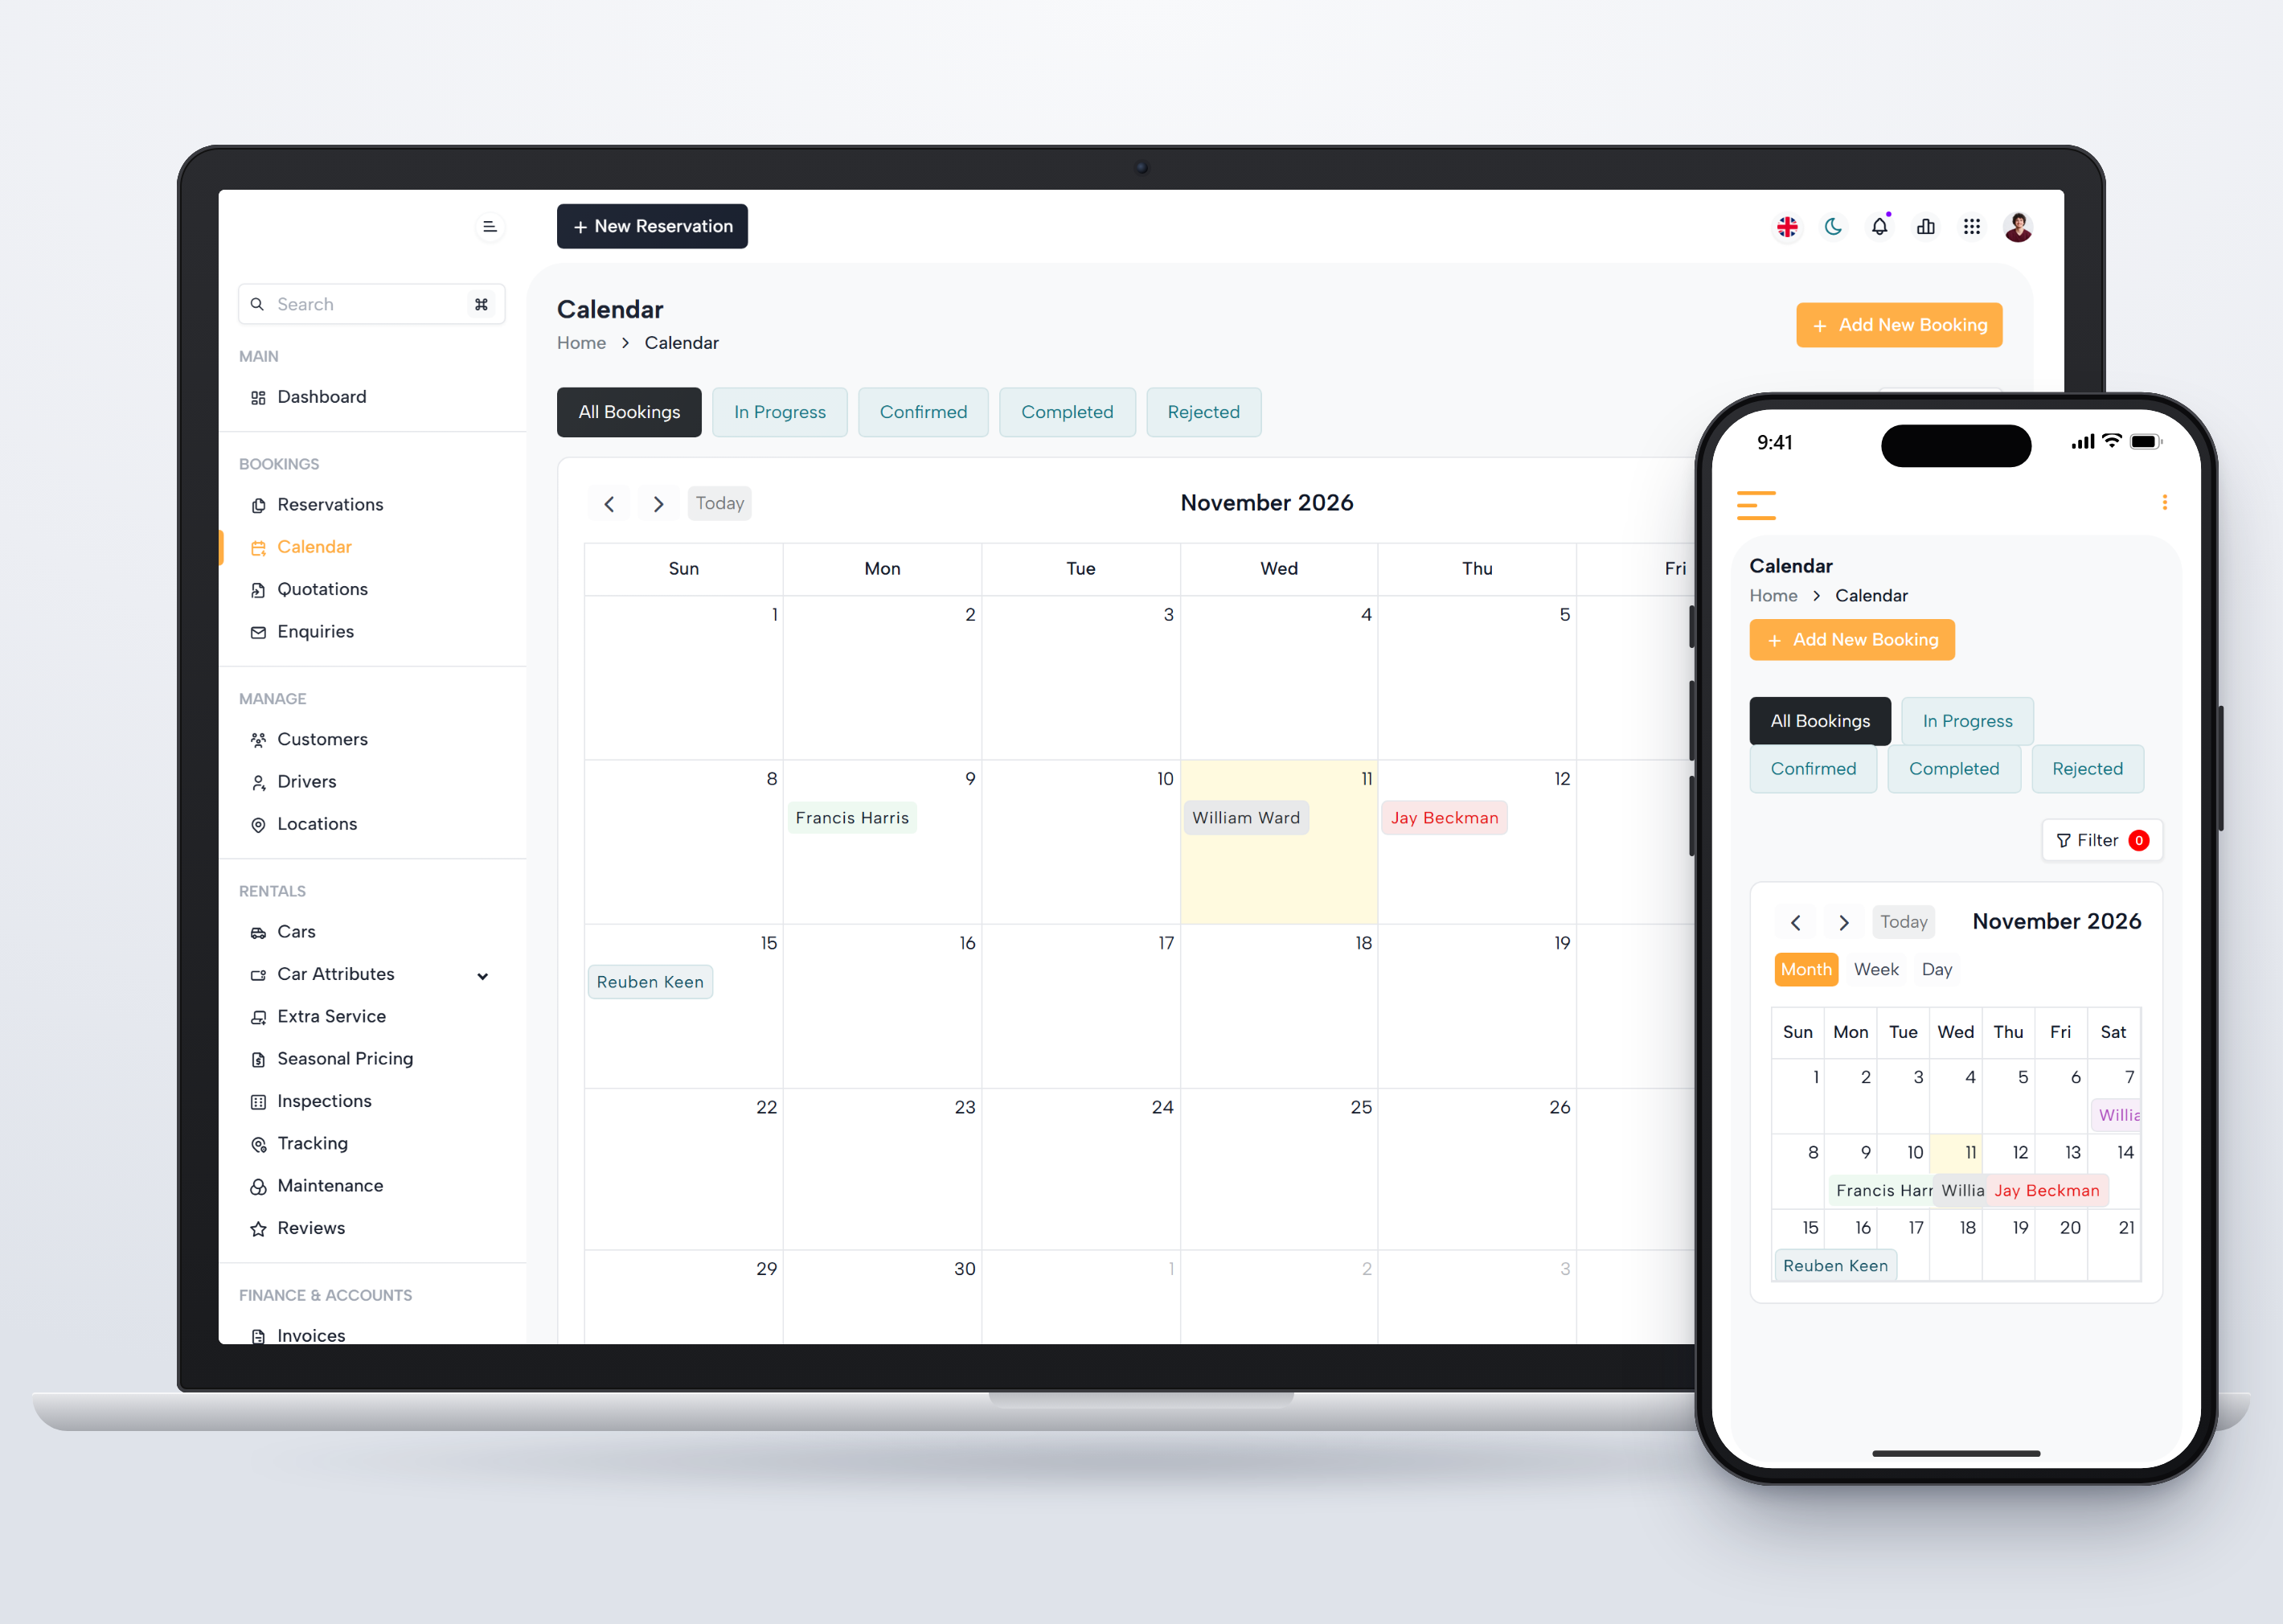 + New Reservation
Search ⌘
MAIN
Dashboard
BOOKINGS
Reservations
Calendar
Quotations
Enquiries
MANAGE
Customers
Drivers
Locations
RENTALS
Cars
Car Attributes
Extra Service
Seasonal Pricing
Inspections
Tracking
Maintenance
Reviews
FINANCE & ACCOUNTS
Invoices
Calendar
Home > Calendar
+ Add New Booking
All Bookings In Progress Confirmed Completed Rejected
Today November 2026
Sun Mon Tue Wed Thu Fri
1 2 3 4 5
8 9 10 11 12
Francis Harris William Ward Jay Beckman
15 16 17 18 19
Reuben Keen
22 23 24 25 26
29 30 1 2 3
9:41
Calendar
Home > Calendar
+ Add New Booking
All Bookings In Progress
Confirmed Completed Rejected
Filter 0
Today November 2026
Month Week Day
Sun Mon Tue Wed Thu Fri Sat
1 2 3 4 5 6 7
Willia
8 9 10 11 12 13 14
Francis Harr Willia Jay Beckman
15 16 17 18 19 20 21
Reuben Keen